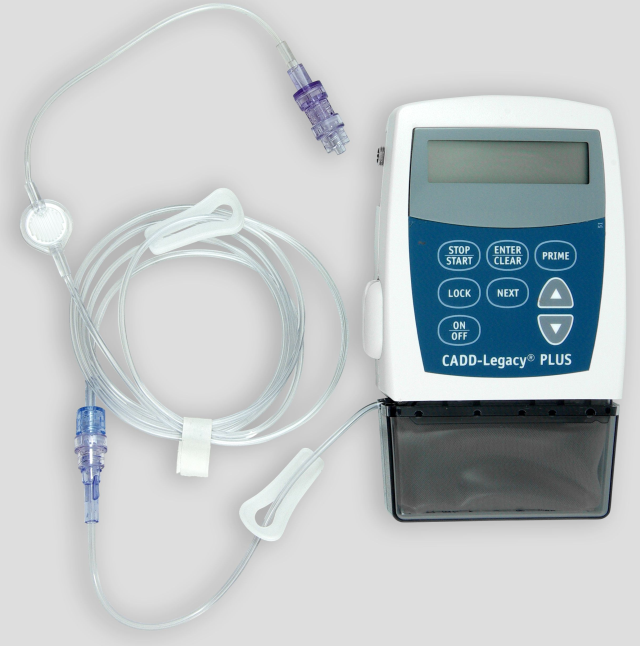 STOP
START
ENTER
CLEAR
PRIME
LOCK
NEXT
ON
OFF
CADD-Legacy® PLUS